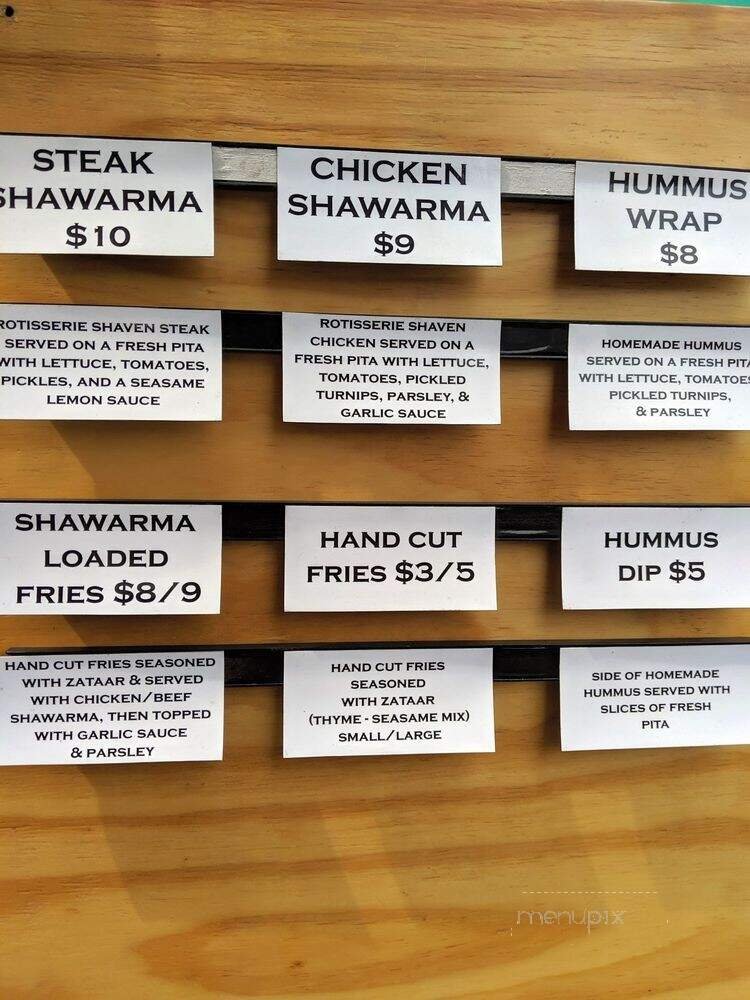 STEAK
SHAWARMA
$10
CHICKEN
SHAWARMA
$9
HUMMUS
WRAP
$8
ROTISSERIE SHAVEN STEAK
SERVED ON A FRESH PITA
WITH LETTUCE, TOMATOES,
PICKLES, AND A SEASAME
LEMON SAUCE
ROTISSERIE SHAVEN
CHICKEN SERVED ON A
FRESH PITA WITH LETTUCE,
TOMATOES, PICKLED
TURNIPS, PARSLEY, &
GARLIC SAUCE
HOMEMADE HUMMUS
SERVED ON A FRESH PITA
WITH LETTUCE, TOMATOES
PICKLED TURNIPS,
& PARSLEY
SHAWARMA
LOADED
FRIES $8/9
HAND CUT
FRIES $3/5
HUMMUS
DIP $5
HAND CUT FRIES SEASONED
WITH ZATAAR & SERVED
WITH CHICKEN/BEEF
SHAWARMA, THEN TOPPED
WITH GARLIC SAUCE
& PARSLEY
HAND CUT FRIES
SEASONED
WITH ZATAAR
(THYME - SEASAME MIX)
SMALL/LARGE
SIDE OF HOMEMADE
HUMMUS SERVED WITH
SLICES OF FRESH
PITA
menupix